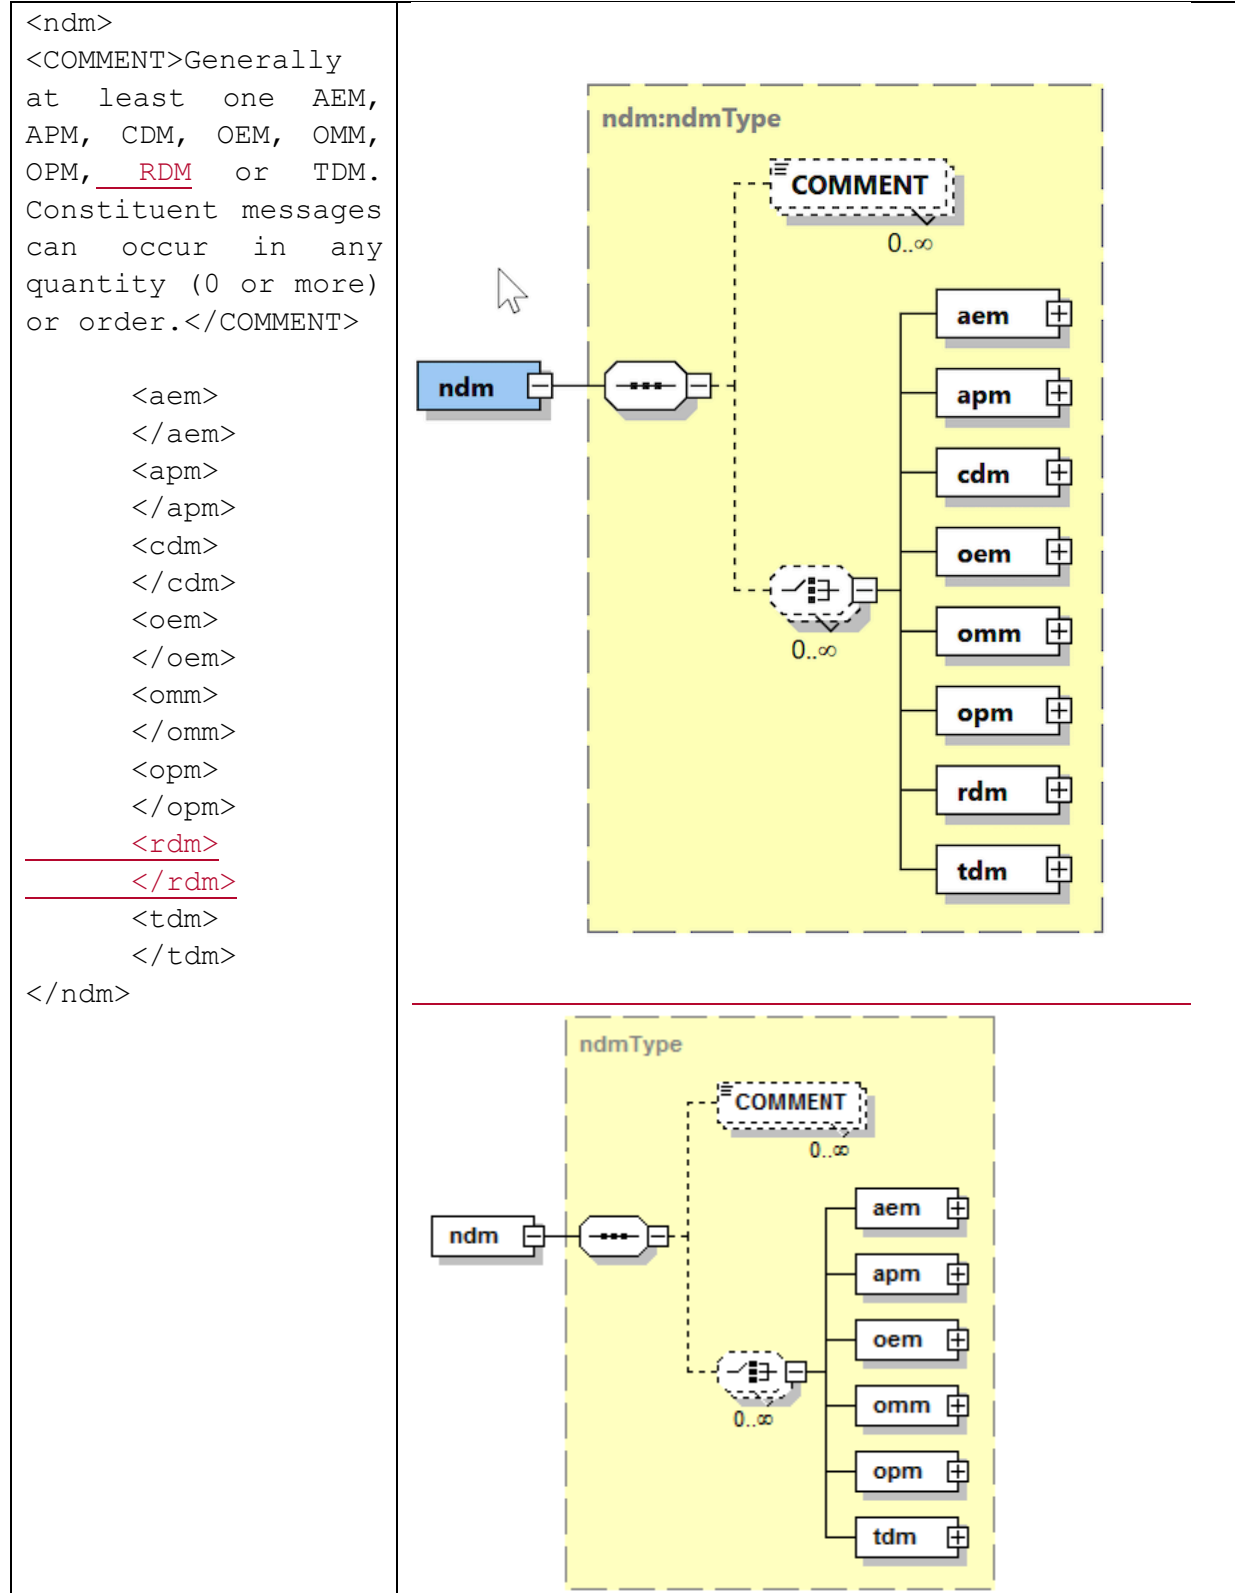 <ndm>
<COMMENT>Generally
at least one AEM,
APM, CDM, OEM, OMM,
OPM, RDM or TDM.
Constituent messages
can occur in any
quantity (0 or more)
or order.</COMMENT>
<aem>
</aem>
<apm>
</apm>
<cdm>
</cdm>
<oem>
</oem>
<omm>
</omm>
<opm>
</opm>
<rdm>
</rdm>
<tdm>
</tdm>
</ndm>
ndm:ndmType
COMMENT
0..∞
ndm
0..∞
aem
apm
cdm
oem
omm
opm
rdm
tdm
ndmType
COMMENT
0..∞
ndm
0..∞
aem
apm
oem
omm
opm
tdm